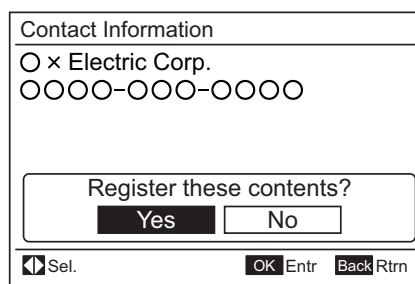 Contact Information
○ × Electric Corp.
○○○○-○○○-○○○○
Register these contents?
Yes No
Sel. OK Entr Back Rtrn